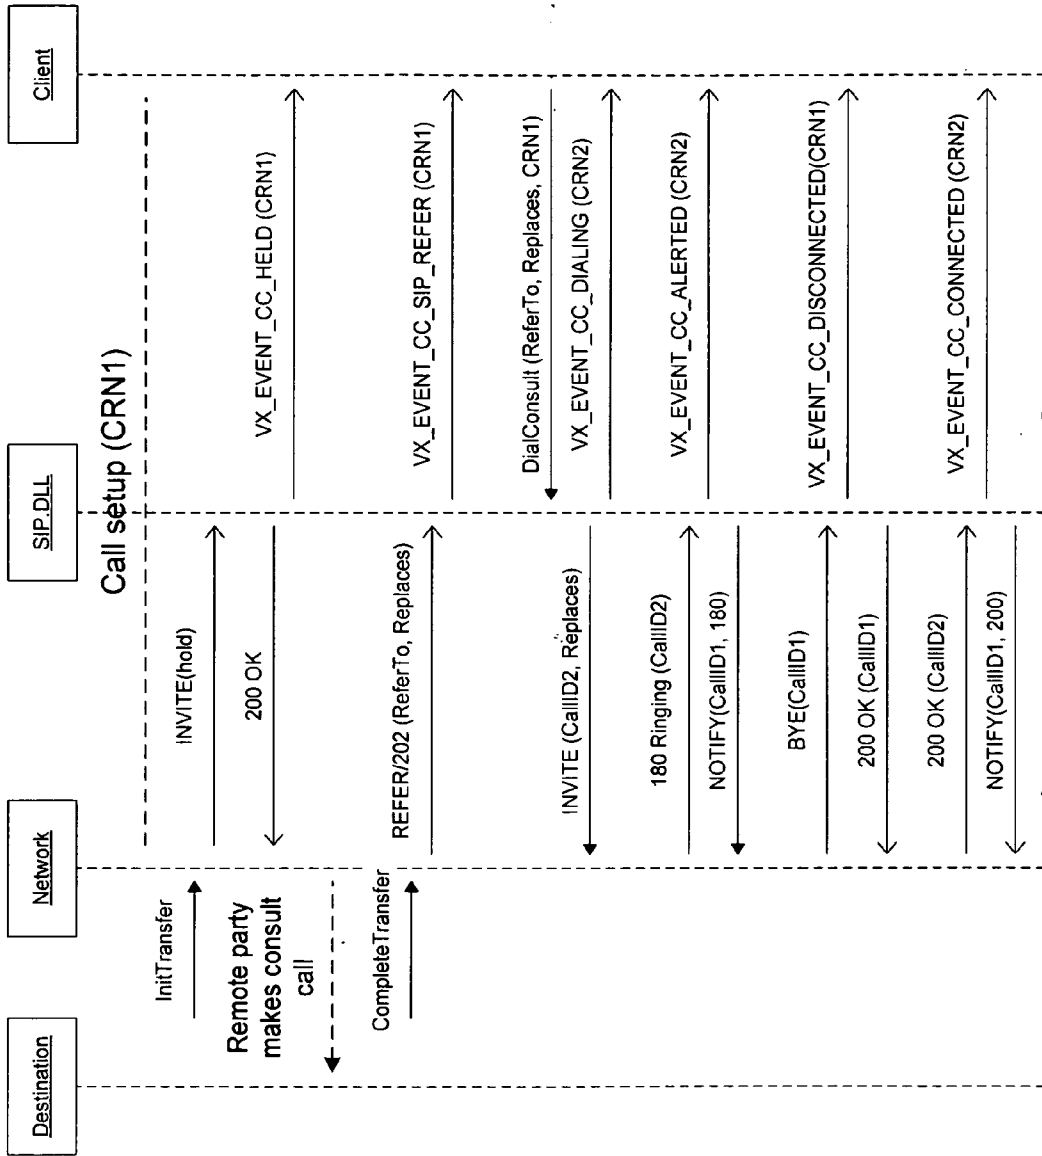 Destination
Network
SIP.DLL
Client
Call setup (CRN1)
InitTransfer
INVITE(hold)
200 OK
VX_EVENT_CC_HELD (CRN1)
Remote party
makes consult
call
CompleteTransfer
REFER/202 (ReferTo, Replaces)
VX_EVENT_CC_SIP_REFER (CRN1)
DialConsult (ReferTo, Replaces, CRN1)
INVITE (CallID2, Replaces)
VX_EVENT_CC_DIALING (CRN2)
180 Ringing (CallID2)
VX_EVENT_CC_ALERTED (CRN2)
NOTIFY(CallID1, 180)
BYE(CallID1)
VX_EVENT_CC_DISCONNECTED(CRN1)
200 OK (CallID1)
200 OK (CallID2)
VX_EVENT_CC_CONNECTED (CRN2)
NOTIFY(CallID1, 200)